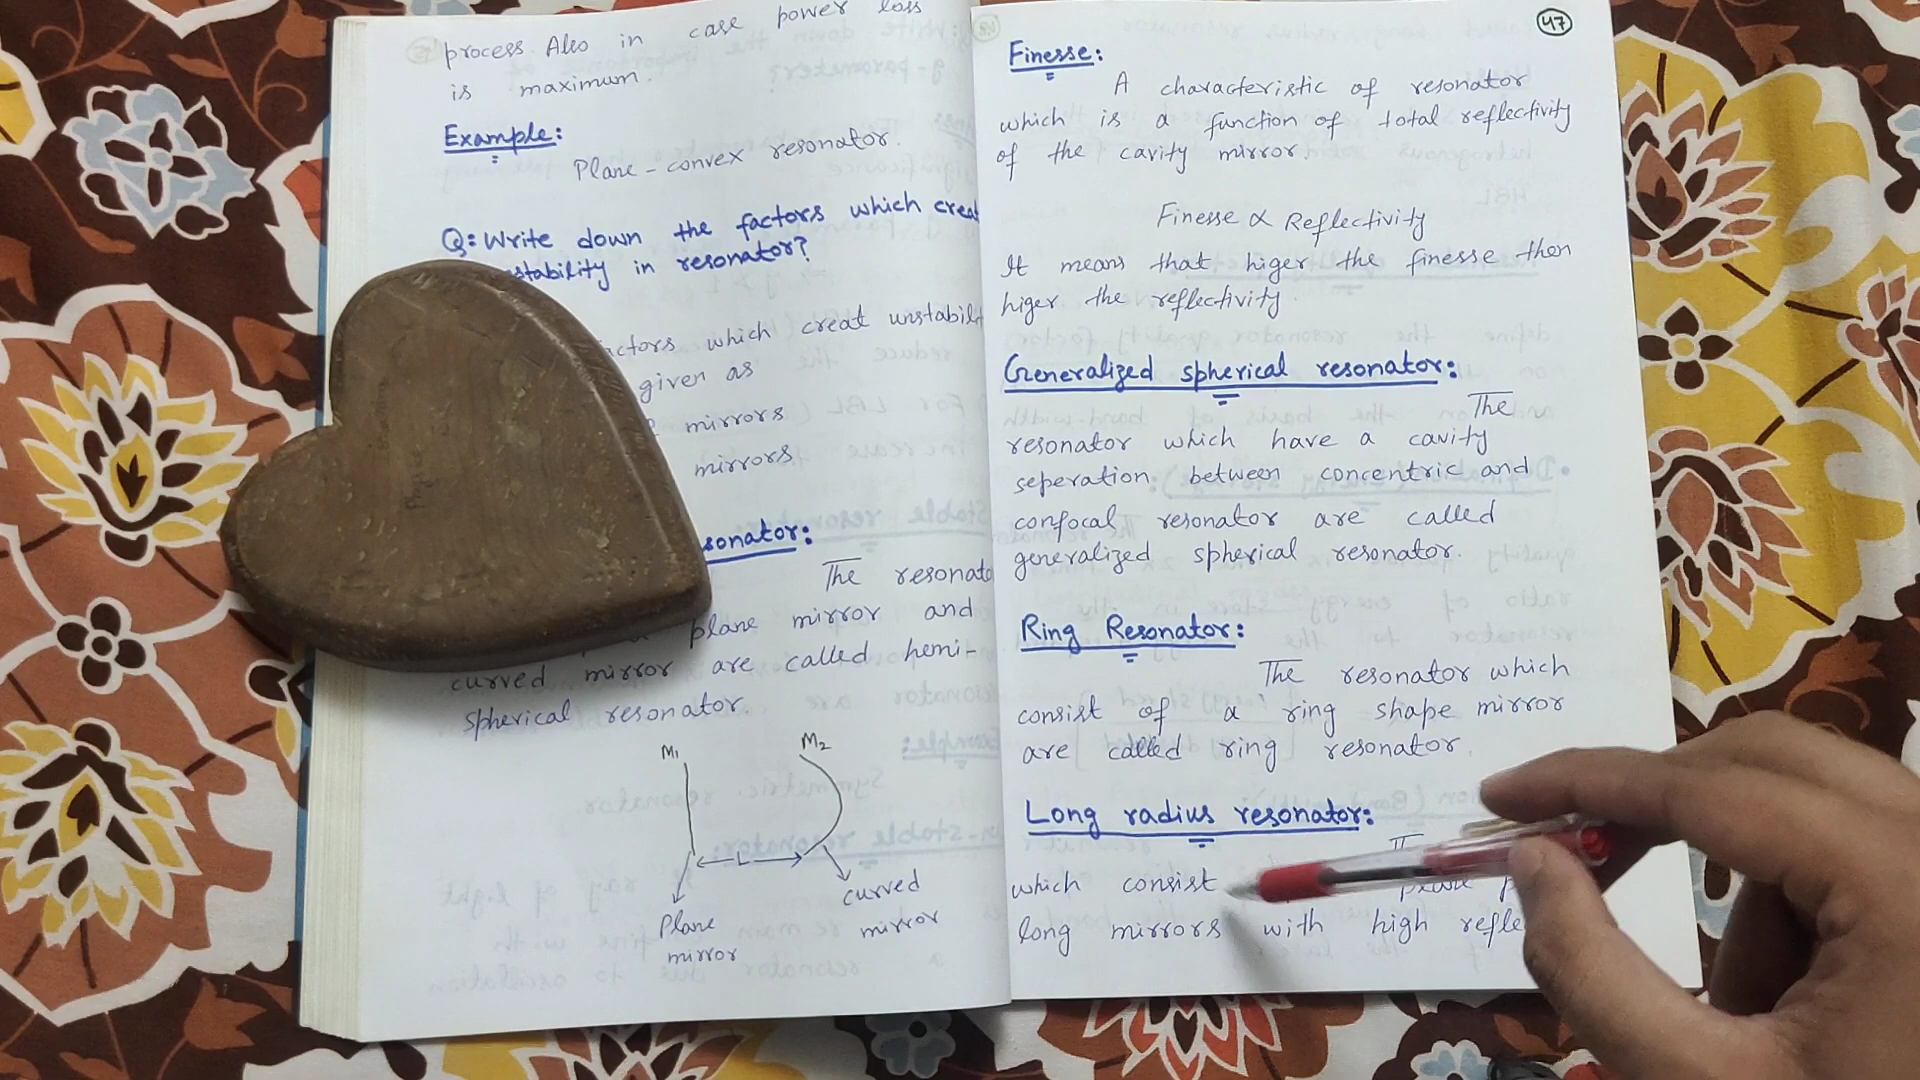 process. Also in case power loss
is maximum.
Example:
Plane - convex resonator.
Q: Write down the factors which creat
stability in resonator?
actors which creat unstabilit
given as
mirrors
mirrors
sonator:
The resonato
plane mirror and
curved mirror are called hemi-
spherical resonator.
M1 M2
L
Plane
mirror
curved
mirror
47
Finesse:
A characteristic of resonator
which is a function of total reflectivity
of the cavity mirror
Finesse ∝ Reflectivity
It means that higer the finesse then
higer the reflectivity.
Generalized spherical resonator:
The
resonator which have a cavity
seperation between concentric and
confocal resonator are called
generalized spherical resonator.
Ring Resonator:
The resonator which
consist of a ring shape mirror
are called ring resonator.
Long radius resonator:
which consist
long mirrors with high refle